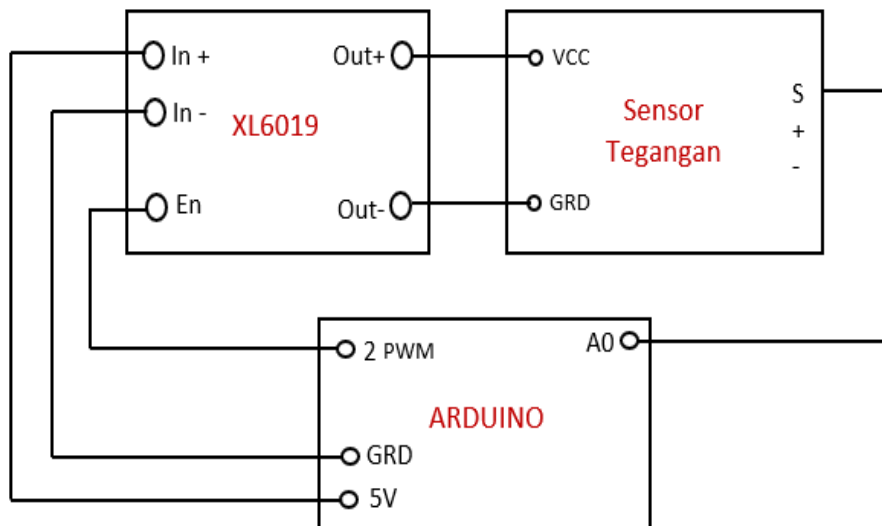 In +
In -
En
XL6019
Out+
Out-
VCC
GRD
Sensor
Tegangan
S
+
-
2 PWM
GRD
5V
ARDUINO
A0